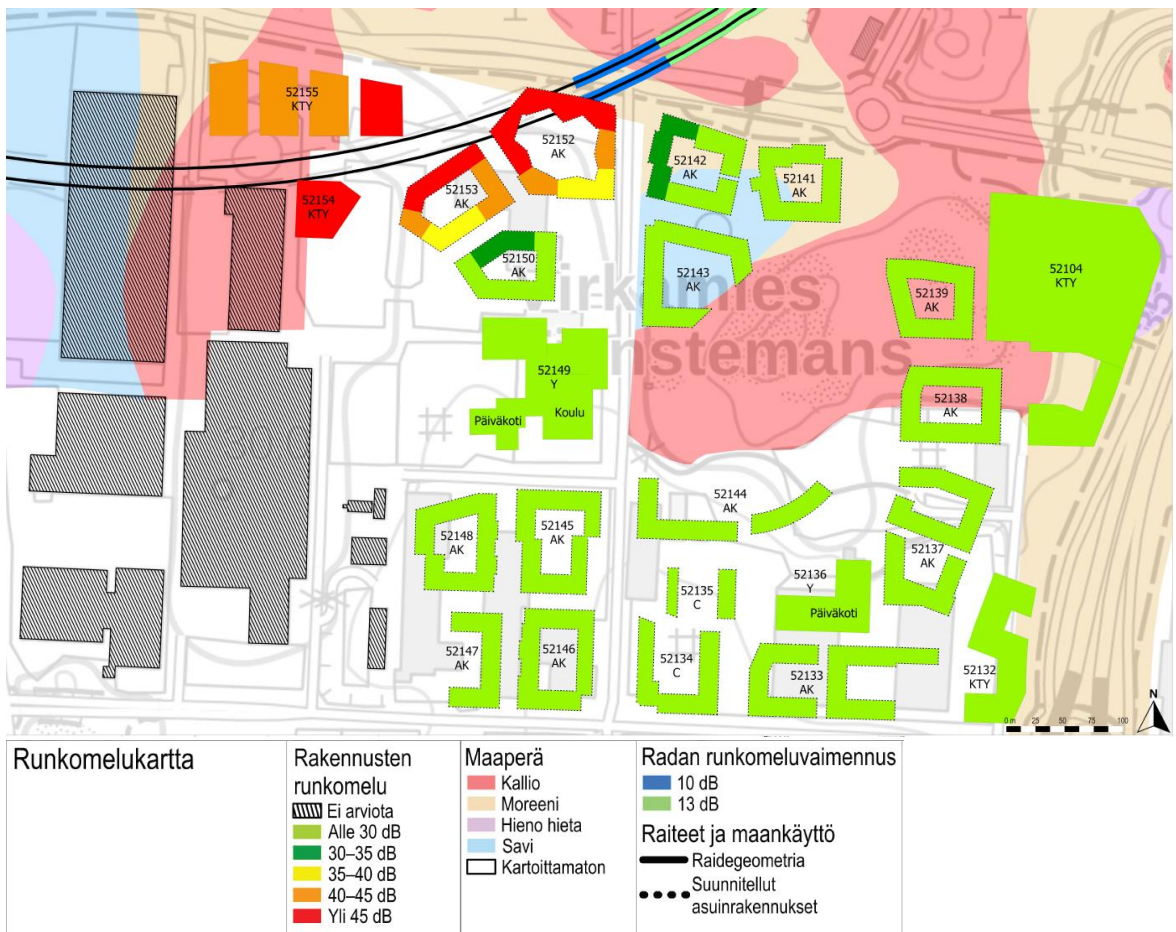 52155
KTY
52152
AK
52142
AK
52141
AK
52153
AK
52154
KTY
52150
AK
52143
AK
52139
AK
52104
KTY
Virkamies
nstemans
52149
Y
Päiväkoti
Koulu
52138
AK
52144
AK
52148
AK
52145
AK
52137
AK
52135
C
52136
Y
Päiväkoti
52147
AK
52146
AK
52134
C
52133
AK
52132
KTY
N
0 m 25 50 75 100
Runkomelukartta
Rakennusten
runkomelu
Ei arviota
Alle 30 dB
30–35 dB
35–40 dB
40–45 dB
Yli 45 dB
Maaperä
Kallio
Moreeni
Hieno hieta
Savi
Kartoittamaton
Radan runkomeluvaimennus
10 dB
13 dB
Raiteet ja maankäyttö
Raidegeometria
Suunnitellut
asuinrakennukset